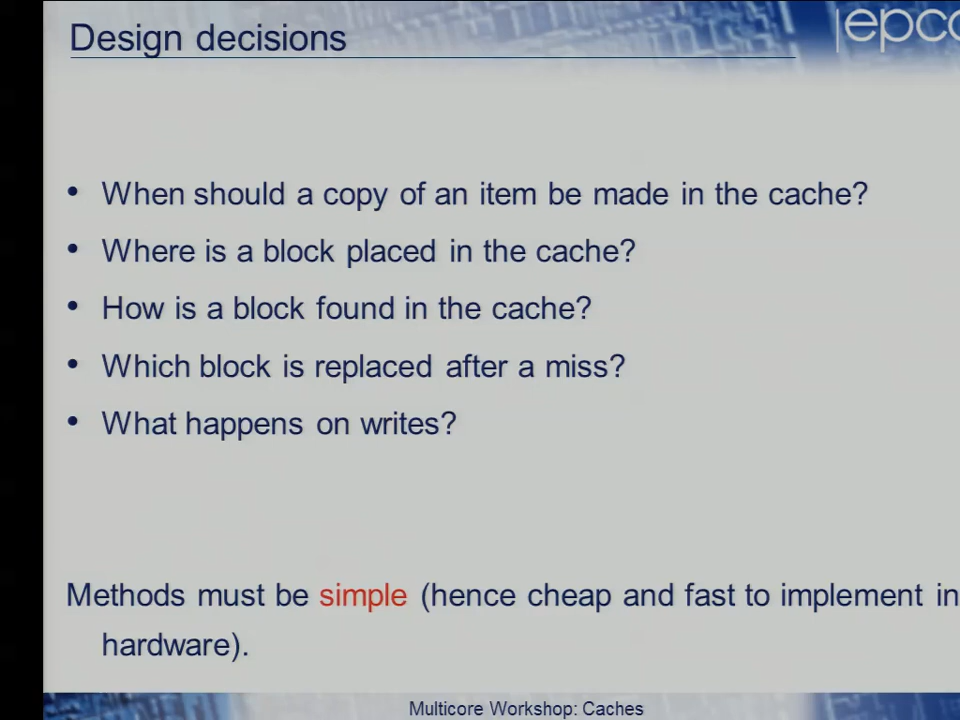 Design decisions
|epcc
• When should a copy of an item be made in the cache?
• Where is a block placed in the cache?
• How is a block found in the cache?
• Which block is replaced after a miss?
• What happens on writes?
Methods must be simple (hence cheap and fast to implement in
hardware).
Multicore Workshop: Caches